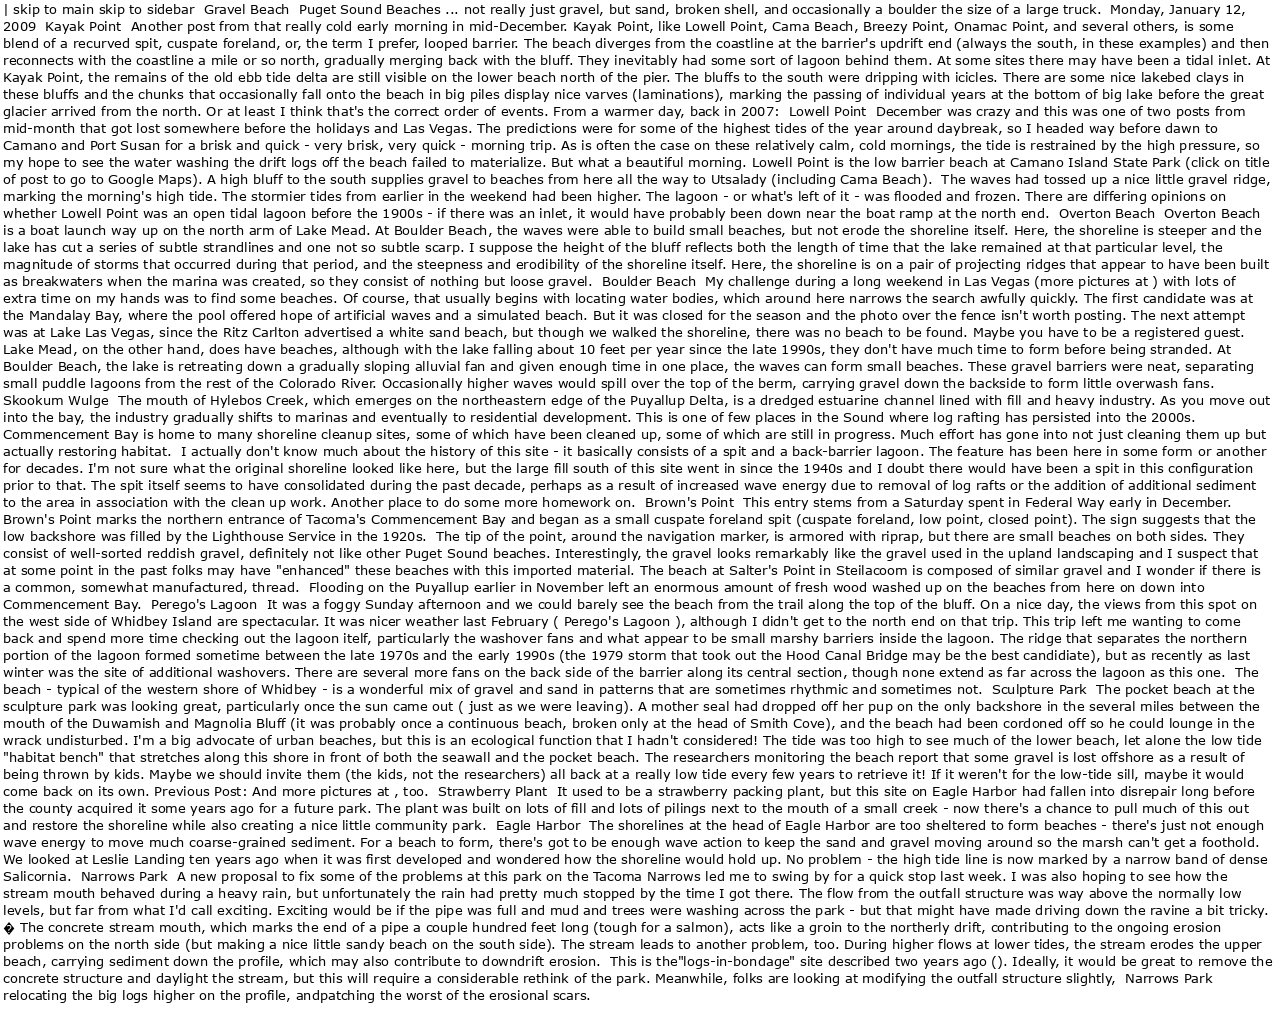 | skip to main skip to sidebar  Gravel Beach  Puget Sound Beaches ... not really just gravel, but sand, broken shell, and occasionally a boulder the size of a large truck.  Monday, January 12,
2009  Kayak Point  Another post from that really cold early morning in mid-December. Kayak Point, like Lowell Point, Cama Beach, Breezy Point, Onamac Point, and several others, is some
blend of a recurved spit, cuspate foreland, or, the term I prefer, looped barrier. The beach diverges from the coastline at the barrier's updrift end (always the south, in these examples) and then
reconnects with the coastline a mile or so north, gradually merging back with the bluff. They inevitably had some sort of lagoon behind them. At some sites there may have been a tidal inlet. At
Kayak Point, the remains of the old ebb tide delta are still visible on the lower beach north of the pier. The bluffs to the south were dripping with icicles. There are some nice lakebed clays in
these bluffs and the chunks that occasionally fall onto the beach in big piles display nice varves (laminations), marking the passing of individual years at the bottom of big lake before the great
glacier arrived from the north. Or at least I think that's the correct order of events. From a warmer day, back in 2007:  Lowell Point  December was crazy and this was one of two posts from
mid-month that got lost somewhere before the holidays and Las Vegas. The predictions were for some of the highest tides of the year around daybreak, so I headed way before dawn to
Camano and Port Susan for a brisk and quick - very brisk, very quick - morning trip. As is often the case on these relatively calm, cold mornings, the tide is restrained by the high pressure, so
my hope to see the water washing the drift logs off the beach failed to materialize. But what a beautiful morning. Lowell Point is the low barrier beach at Camano Island State Park (click on title
of post to go to Google Maps). A high bluff to the south supplies gravel to beaches from here all the way to Utsalady (including Cama Beach).  The waves had tossed up a nice little gravel ridge,
marking the morning's high tide. The stormier tides from earlier in the weekend had been higher. The lagoon - or what's left of it - was flooded and frozen. There are differing opinions on
whether Lowell Point was an open tidal lagoon before the 1900s - if there was an inlet, it would have probably been down near the boat ramp at the north end.  Overton Beach  Overton Beach
is a boat launch way up on the north arm of Lake Mead. At Boulder Beach, the waves were able to build small beaches, but not erode the shoreline itself. Here, the shoreline is steeper and the
lake has cut a series of subtle strandlines and one not so subtle scarp. I suppose the height of the bluff reflects both the length of time that the lake remained at that particular level, the
magnitude of storms that occurred during that period, and the steepness and erodibility of the shoreline itself. Here, the shoreline is on a pair of projecting ridges that appear to have been built
as breakwaters when the marina was created, so they consist of nothing but loose gravel.  Boulder Beach  My challenge during a long weekend in Las Vegas (more pictures at ) with lots of
extra time on my hands was to find some beaches. Of course, that usually begins with locating water bodies, which around here narrows the search awfully quickly. The first candidate was at
the Mandalay Bay, where the pool offered hope of artificial waves and a simulated beach. But it was closed for the season and the photo over the fence isn't worth posting. The next attempt
was at Lake Las Vegas, since the Ritz Carlton advertised a white sand beach, but though we walked the shoreline, there was no beach to be found. Maybe you have to be a registered guest.
Lake Mead, on the other hand, does have beaches, although with the lake falling about 10 feet per year since the late 1990s, they don't have much time to form before being stranded. At
Boulder Beach, the lake is retreating down a gradually sloping alluvial fan and given enough time in one place, the waves can form small beaches. These gravel barriers were neat, separating
small puddle lagoons from the rest of the Colorado River. Occasionally higher waves would spill over the top of the berm, carrying gravel down the backside to form little overwash fans.
Skookum Wulge  The mouth of Hylebos Creek, which emerges on the northeastern edge of the Puyallup Delta, is a dredged estuarine channel lined with fill and heavy industry. As you move out
into the bay, the industry gradually shifts to marinas and eventually to residential development. This is one of few places in the Sound where log rafting has persisted into the 2000s.
Commencement Bay is home to many shoreline cleanup sites, some of which have been cleaned up, some of which are still in progress. Much effort has gone into not just cleaning them up but
actually restoring habitat.  I actually don't know much about the history of this site - it basically consists of a spit and a back-barrier lagoon. The feature has been here in some form or another
for decades. I'm not sure what the original shoreline looked like here, but the large fill south of this site went in since the 1940s and I doubt there would have been a spit in this configuration
prior to that. The spit itself seems to have consolidated during the past decade, perhaps as a result of increased wave energy due to removal of log rafts or the addition of additional sediment
to the area in association with the clean up work. Another place to do some more homework on.  Brown's Point  This entry stems from a Saturday spent in Federal Way early in December.
Brown's Point marks the northern entrance of Tacoma's Commencement Bay and began as a small cuspate foreland spit (cuspate foreland, low point, closed point). The sign suggests that the
low backshore was filled by the Lighthouse Service in the 1920s.  The tip of the point, around the navigation marker, is armored with riprap, but there are small beaches on both sides. They
consist of well-sorted reddish gravel, definitely not like other Puget Sound beaches. Interestingly, the gravel looks remarkably like the gravel used in the upland landscaping and I suspect that
at some point in the past folks may have "enhanced" these beaches with this imported material. The beach at Salter's Point in Steilacoom is composed of similar gravel and I wonder if there is
a common, somewhat manufactured, thread.  Flooding on the Puyallup earlier in November left an enormous amount of fresh wood washed up on the beaches from here on down into
Commencement Bay.  Perego's Lagoon  It was a foggy Sunday afternoon and we could barely see the beach from the trail along the top of the bluff. On a nice day, the views from this spot on
the west side of Whidbey Island are spectacular. It was nicer weather last February ( Perego's Lagoon ), although I didn't get to the north end on that trip. This trip left me wanting to come
back and spend more time checking out the lagoon itelf, particularly the washover fans and what appear to be small marshy barriers inside the lagoon. The ridge that separates the northern
portion of the lagoon formed sometime between the late 1970s and the early 1990s (the 1979 storm that took out the Hood Canal Bridge may be the best candidiate), but as recently as last
winter was the site of additional washovers. There are several more fans on the back side of the barrier along its central section, though none extend as far across the lagoon as this one.  The
beach - typical of the western shore of Whidbey - is a wonderful mix of gravel and sand in patterns that are sometimes rhythmic and sometimes not.  Sculpture Park  The pocket beach at the
sculpture park was looking great, particularly once the sun came out ( just as we were leaving). A mother seal had dropped off her pup on the only backshore in the several miles between the
mouth of the Duwamish and Magnolia Bluff (it was probably once a continuous beach, broken only at the head of Smith Cove), and the beach had been cordoned off so he could lounge in the
wrack undisturbed. I'm a big advocate of urban beaches, but this is an ecological function that I hadn't considered! The tide was too high to see much of the lower beach, let alone the low tide
"habitat bench" that stretches along this shore in front of both the seawall and the pocket beach. The researchers monitoring the beach report that some gravel is lost offshore as a result of
being thrown by kids. Maybe we should invite them (the kids, not the researchers) all back at a really low tide every few years to retrieve it! If it weren't for the low-tide sill, maybe it would
come back on its own. Previous Post: And more pictures at , too.  Strawberry Plant  It used to be a strawberry packing plant, but this site on Eagle Harbor had fallen into disrepair long before
the county acquired it some years ago for a future park. The plant was built on lots of fill and lots of pilings next to the mouth of a small creek - now there's a chance to pull much of this out
and restore the shoreline while also creating a nice little community park.  Eagle Harbor  The shorelines at the head of Eagle Harbor are too sheltered to form beaches - there's just not enough
wave energy to move much coarse-grained sediment. For a beach to form, there's got to be enough wave action to keep the sand and gravel moving around so the marsh can't get a foothold.
We looked at Leslie Landing ten years ago when it was first developed and wondered how the shoreline would hold up. No problem - the high tide line is now marked by a narrow band of dense
Salicornia.  Narrows Park  A new proposal to fix some of the problems at this park on the Tacoma Narrows led me to swing by for a quick stop last week. I was also hoping to see how the
stream mouth behaved during a heavy rain, but unfortunately the rain had pretty much stopped by the time I got there. The flow from the outfall structure was way above the normally low
levels, but far from what I'd call exciting. Exciting would be if the pipe was full and mud and trees were washing across the park - but that might have made driving down the ravine a bit tricky.
� The concrete stream mouth, which marks the end of a pipe a couple hundred feet long (tough for a salmon), acts like a groin to the northerly drift, contributing to the ongoing erosion
problems on the north side (but making a nice little sandy beach on the south side). The stream leads to another problem, too. During higher flows at lower tides, the stream erodes the upper
beach, carrying sediment down the profile, which may also contribute to downdrift erosion.  This is the"logs-in-bondage" site described two years ago (). Ideally, it would be great to remove the
concrete structure and daylight the stream, but this will require a considerable rethink of the park. Meanwhile, folks are looking at modifying the outfall structure slightly,  Narrows Park
relocating the big logs higher on the profile, andpatching the worst of the erosional scars.